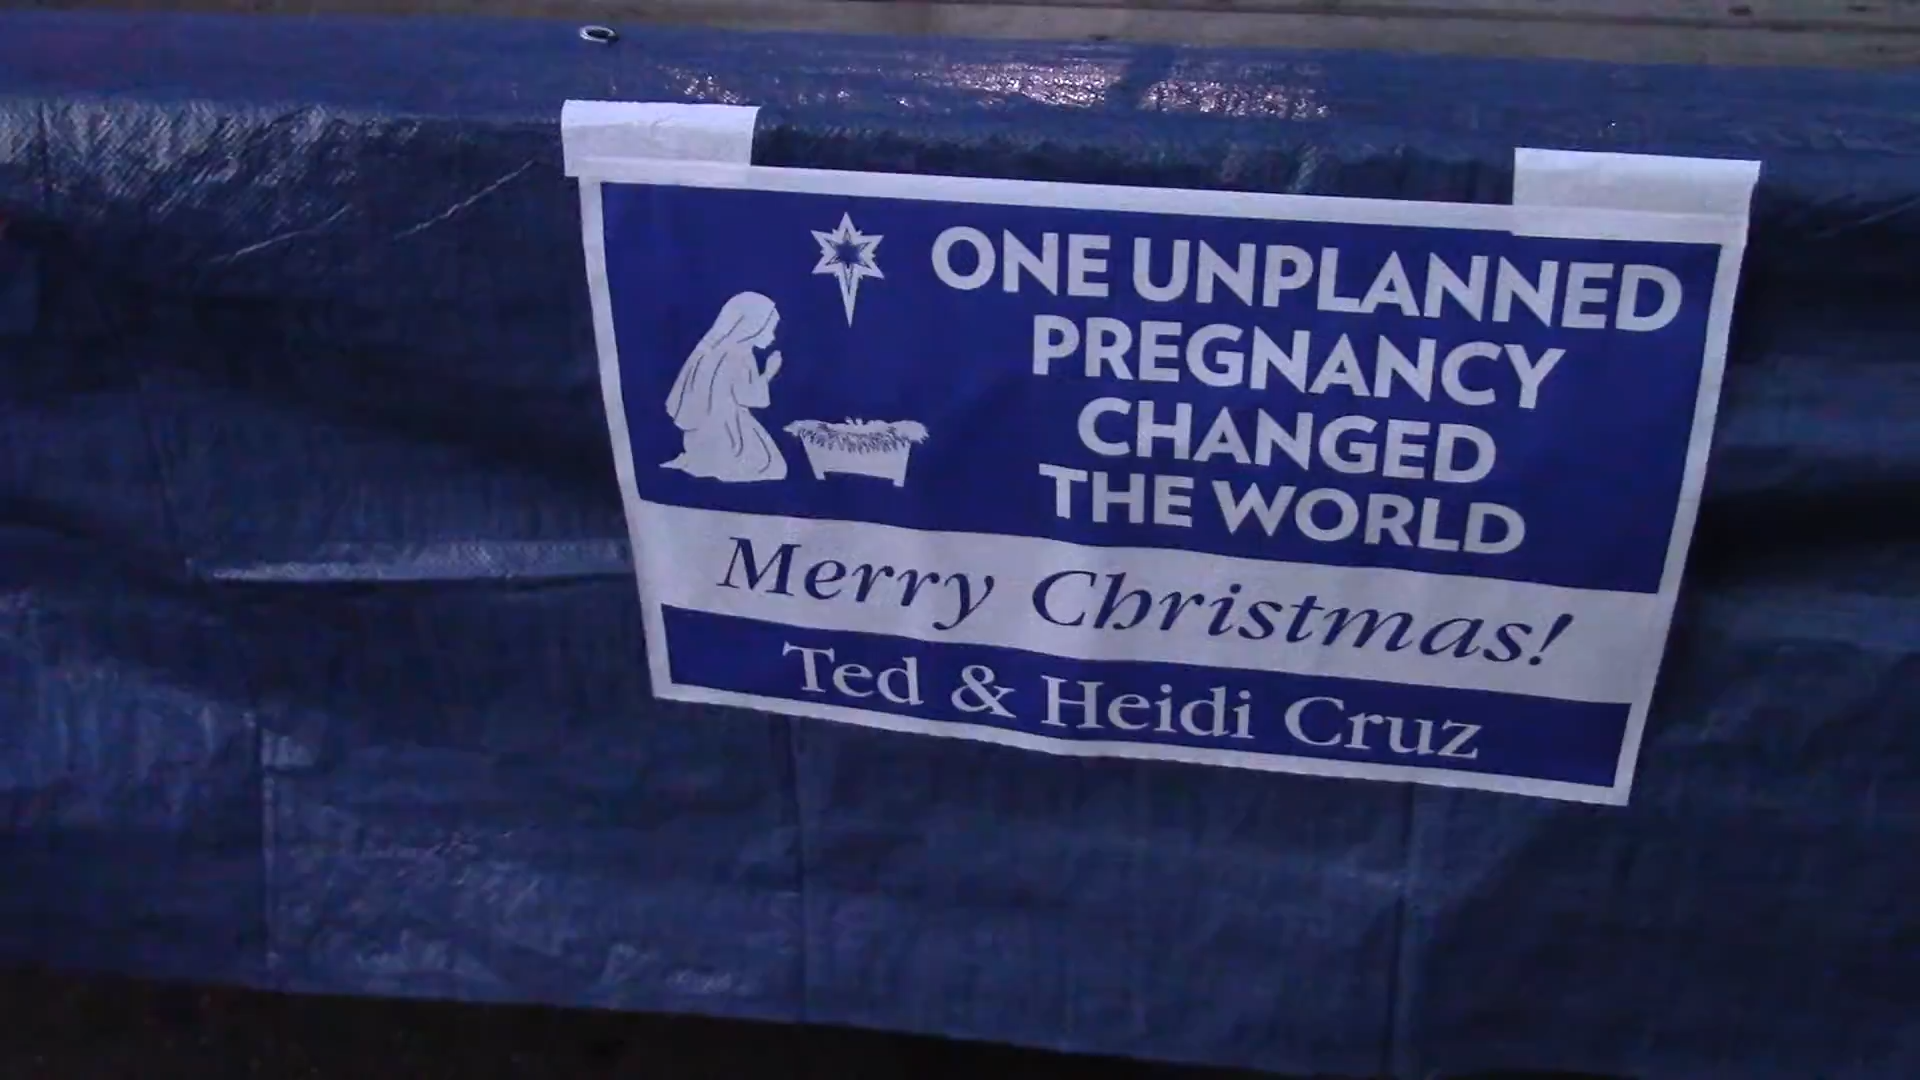 ONE UNPLANNED
PREGNANCY
CHANGED
THE WORLD
Merry Christmas!
Ted & Heidi Cruz